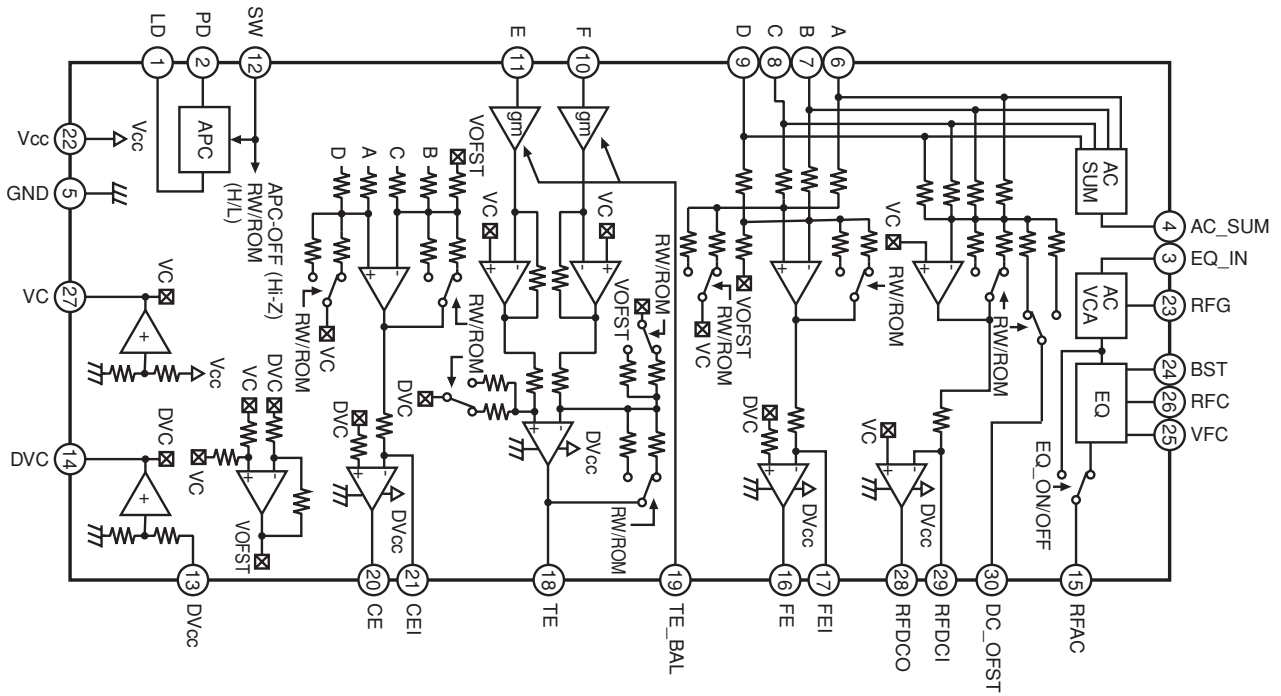 LD
PD
SW
E
F
D
C
B
A
1
2
12
11
10
9
8
7
6
22
Vcc
Vcc
5
GND
27
VC
VC
14
DVC
DVC
APC
APC-OFF (Hi-Z)
RW/ROM
(H/L)
gm
gm
D
A
C
B
VOFST
VC
VC
VC
VOFST
RW/ROM
RW/ROM
VC
RW/ROM
DVC
VC
RW/ROM
VOFST
RW/ROM
VC
RW/ROM
AC
SUM
4
AC_SUM
3
EQ_IN
AC
VCA
23
RFG
24
BST
26
RFC
25
VFC
EQ
EQ_ON/OFF
+
Vcc
+
VC
DVC
VC
+
-
VOFST
+
-
DVC
+
-
DVcc
+
-
-
+
+
-
DVcc
RW/ROM
+
-
DVC
+
-
DVcc
+
-
VC
+
-
DVcc
13
DVcc
20
CE
21
CEI
18
TE
19
TE_BAL
16
FE
17
FEI
28
RFDCO
29
RFDCI
30
DC_OFST
15
RFAC